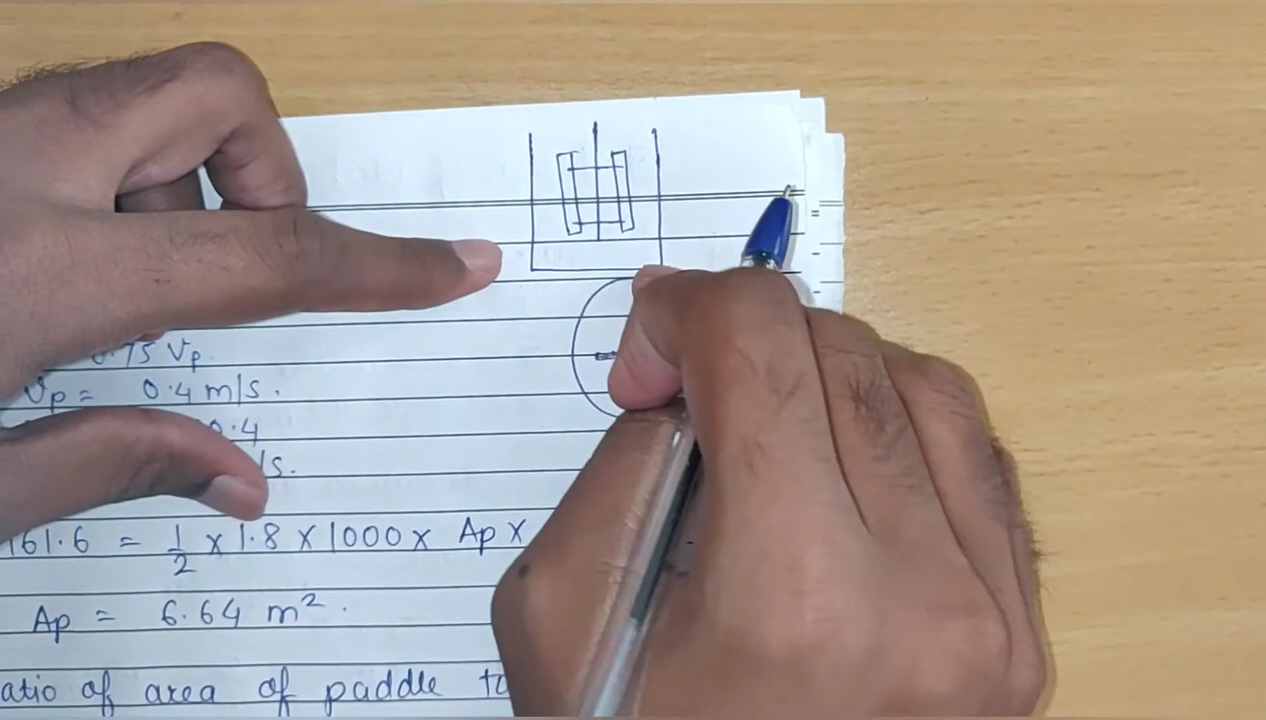 0.75 Vp.
Vp = 0.4 m/s.
0.4
/s.
161.6 = 1/2 x 1.8 x 1000 x Ap x
Ap = 6.64 m².
atio of area of paddle to